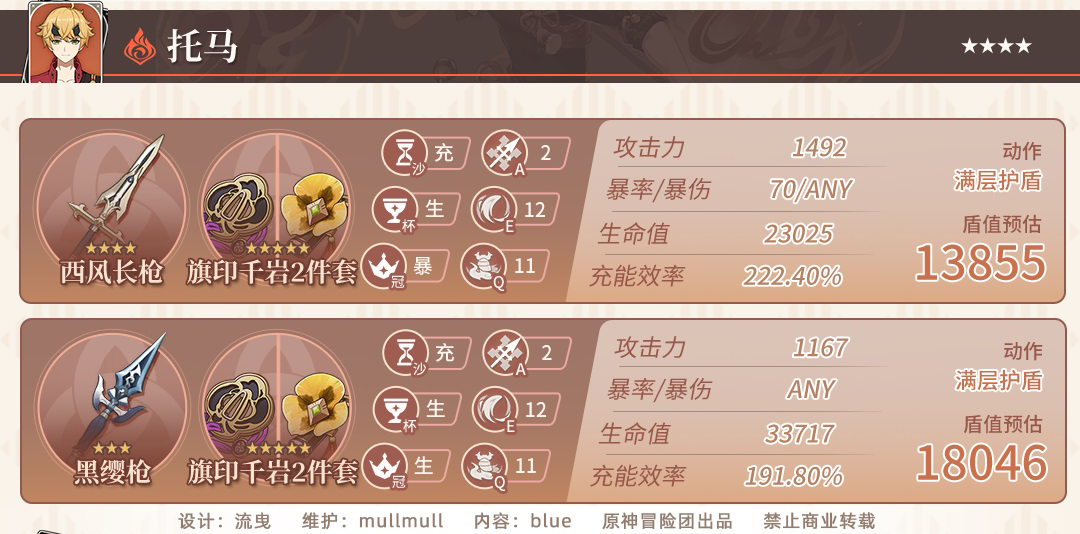 托马
★★★★
充 2
沙 A
攻击力 1492
动作
暴率/暴伤 70/ANY
满层护盾
生 12
杯 E
生命值 23025
盾值预估
★★★★ ★★★★★
西风长枪 旗印千岩2件套
暴 11
冠 Q
充能效率 222.40%
13855
充 2
沙 A
攻击力 1167
动作
暴率/暴伤 ANY
满层护盾
生 12
杯 E
生命值 33717
盾值预估
★★★ ★★★★★
黑缨枪 旗印千岩2件套
生 11
冠 Q
充能效率 191.80%
18046
设计：流曳 维护：mullmull 内容：blue 原神冒险团出品 禁止商业转载